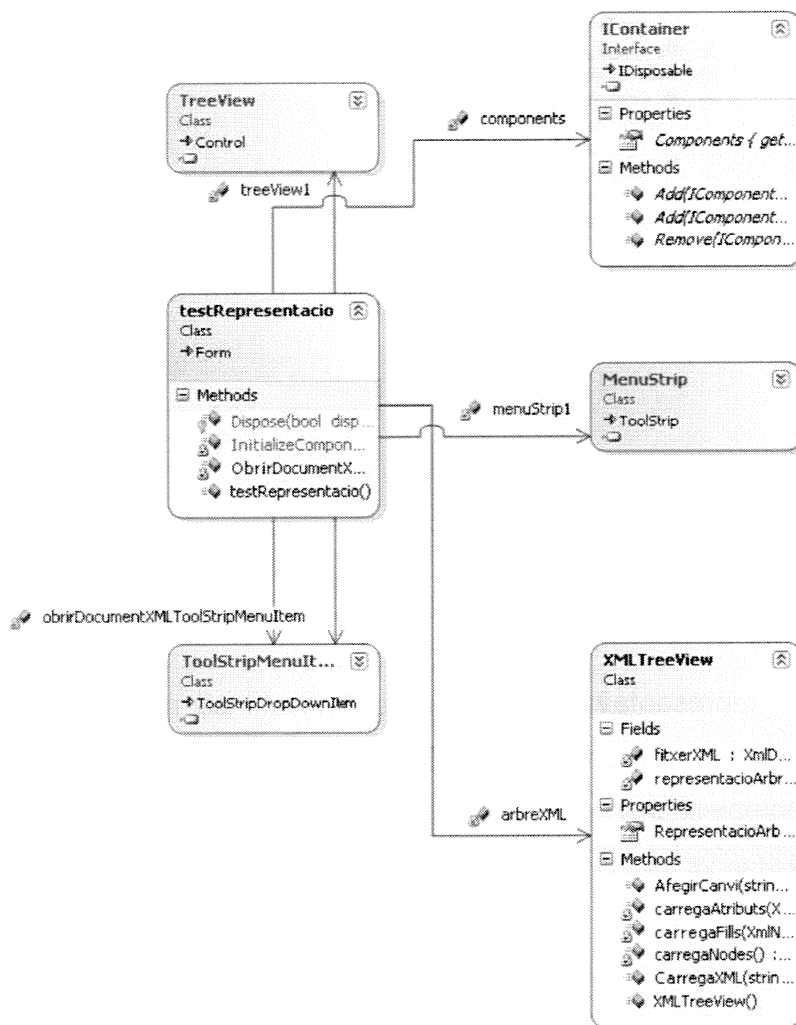 IContainer
Interface
IDisposable
Properties
Components { get...
Methods
Add(IComponent...
Add(IComponent...
Remove(ICompon...
TreeView
Class
Control
components
treeView1
testRepresentacio
Class
Form
Methods
Dispose(bool disp...
InitializeCompon...
ObrirDocumentX...
testRepresentacio()
menuStrip1
MenuStrip
Class
ToolStrip
obrirDocumentXMLToolStripMenuItem
ToolStripMenuIt...
Class
ToolStripDropDownItem
arbreXML
XMLTreeView
Class
Fields
fitxerXML : XmlD...
representacioArbr...
Properties
RepresentacioArb...
Methods
AfegirCanvi(strin...
carregaAtributs(X...
carregaFills(XmlN...
carregaNodes() :...
CarregaXML(strin...
XMLTreeView()